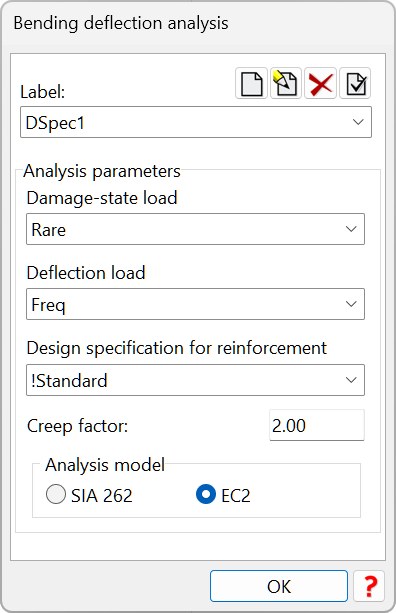 Bending deflection analysis
Label:
DSpec1
Analysis parameters
Damage-state load
Rare
Deflection load
Freq
Design specification for reinforcement
!Standard
Creep factor: 2.00
Analysis model
SIA 262 EC2
OK ?